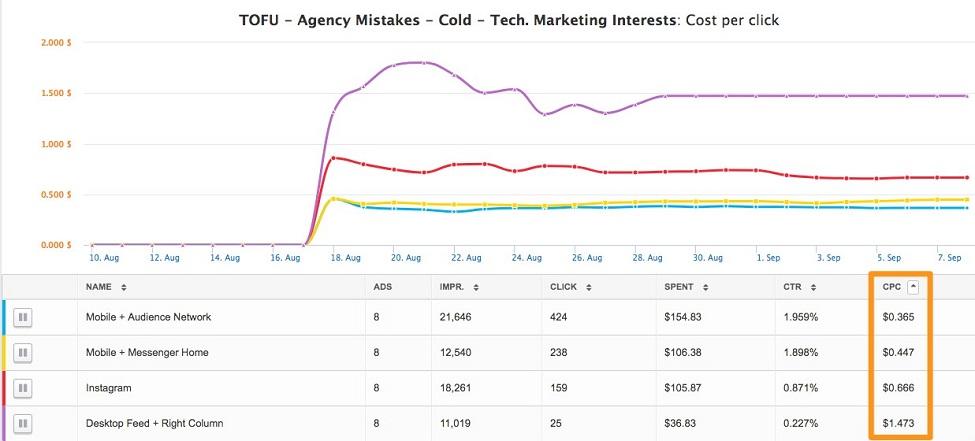 TOFU - Agency Mistakes - Cold - Tech. Marketing Interests: Cost per click
2.000 $
1.500 $
1.000 $
0.500 $
0.000 $
10. Aug 12. Aug 14. Aug 16. Aug 18. Aug 20. Aug 22. Aug 24. Aug 26. Aug 28. Aug 30. Aug 1. Sep 3. Sep 5. Sep 7. Sep
NAME ADS IMPR. CLICK SPENT CTR CPC
Mobile + Audience Network 8 21,646 424 $154.83 1.959% $0.365
Mobile + Messenger Home 8 12,540 238 $106.38 1.898% $0.447
Instagram 8 18,261 159 $105.87 0.871% $0.666
Desktop Feed + Right Column 8 11,019 25 $36.83 0.227% $1.473